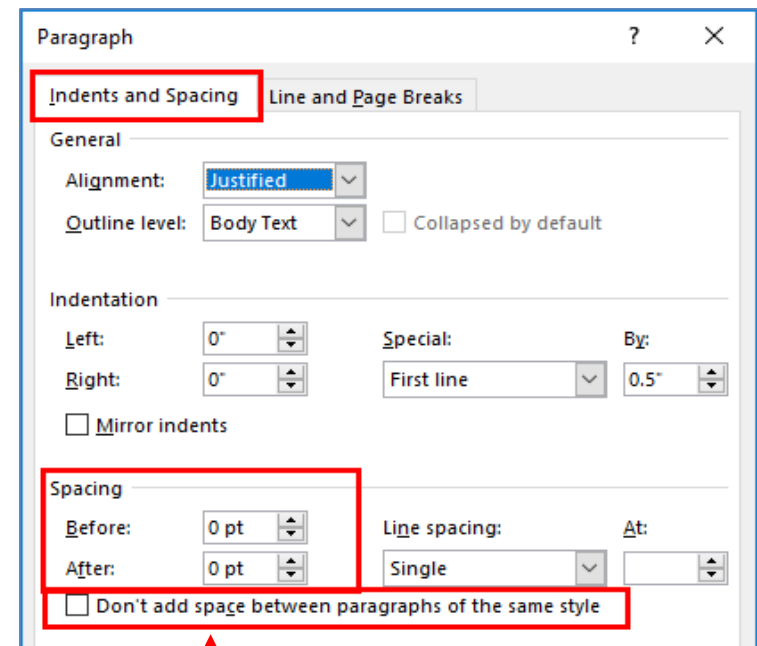 Paragraph ?
Indents and Spacing Line and Page Breaks
General
Alignment: Justified
Outline level: Body Text Collapsed by default
Indentation
Left: 0" Special: By:
Right: 0" First line 0.5"
Mirror indents
Spacing
Before: 0 pt Line spacing: At:
After: 0 pt Single
Don't add space between paragraphs of the same style